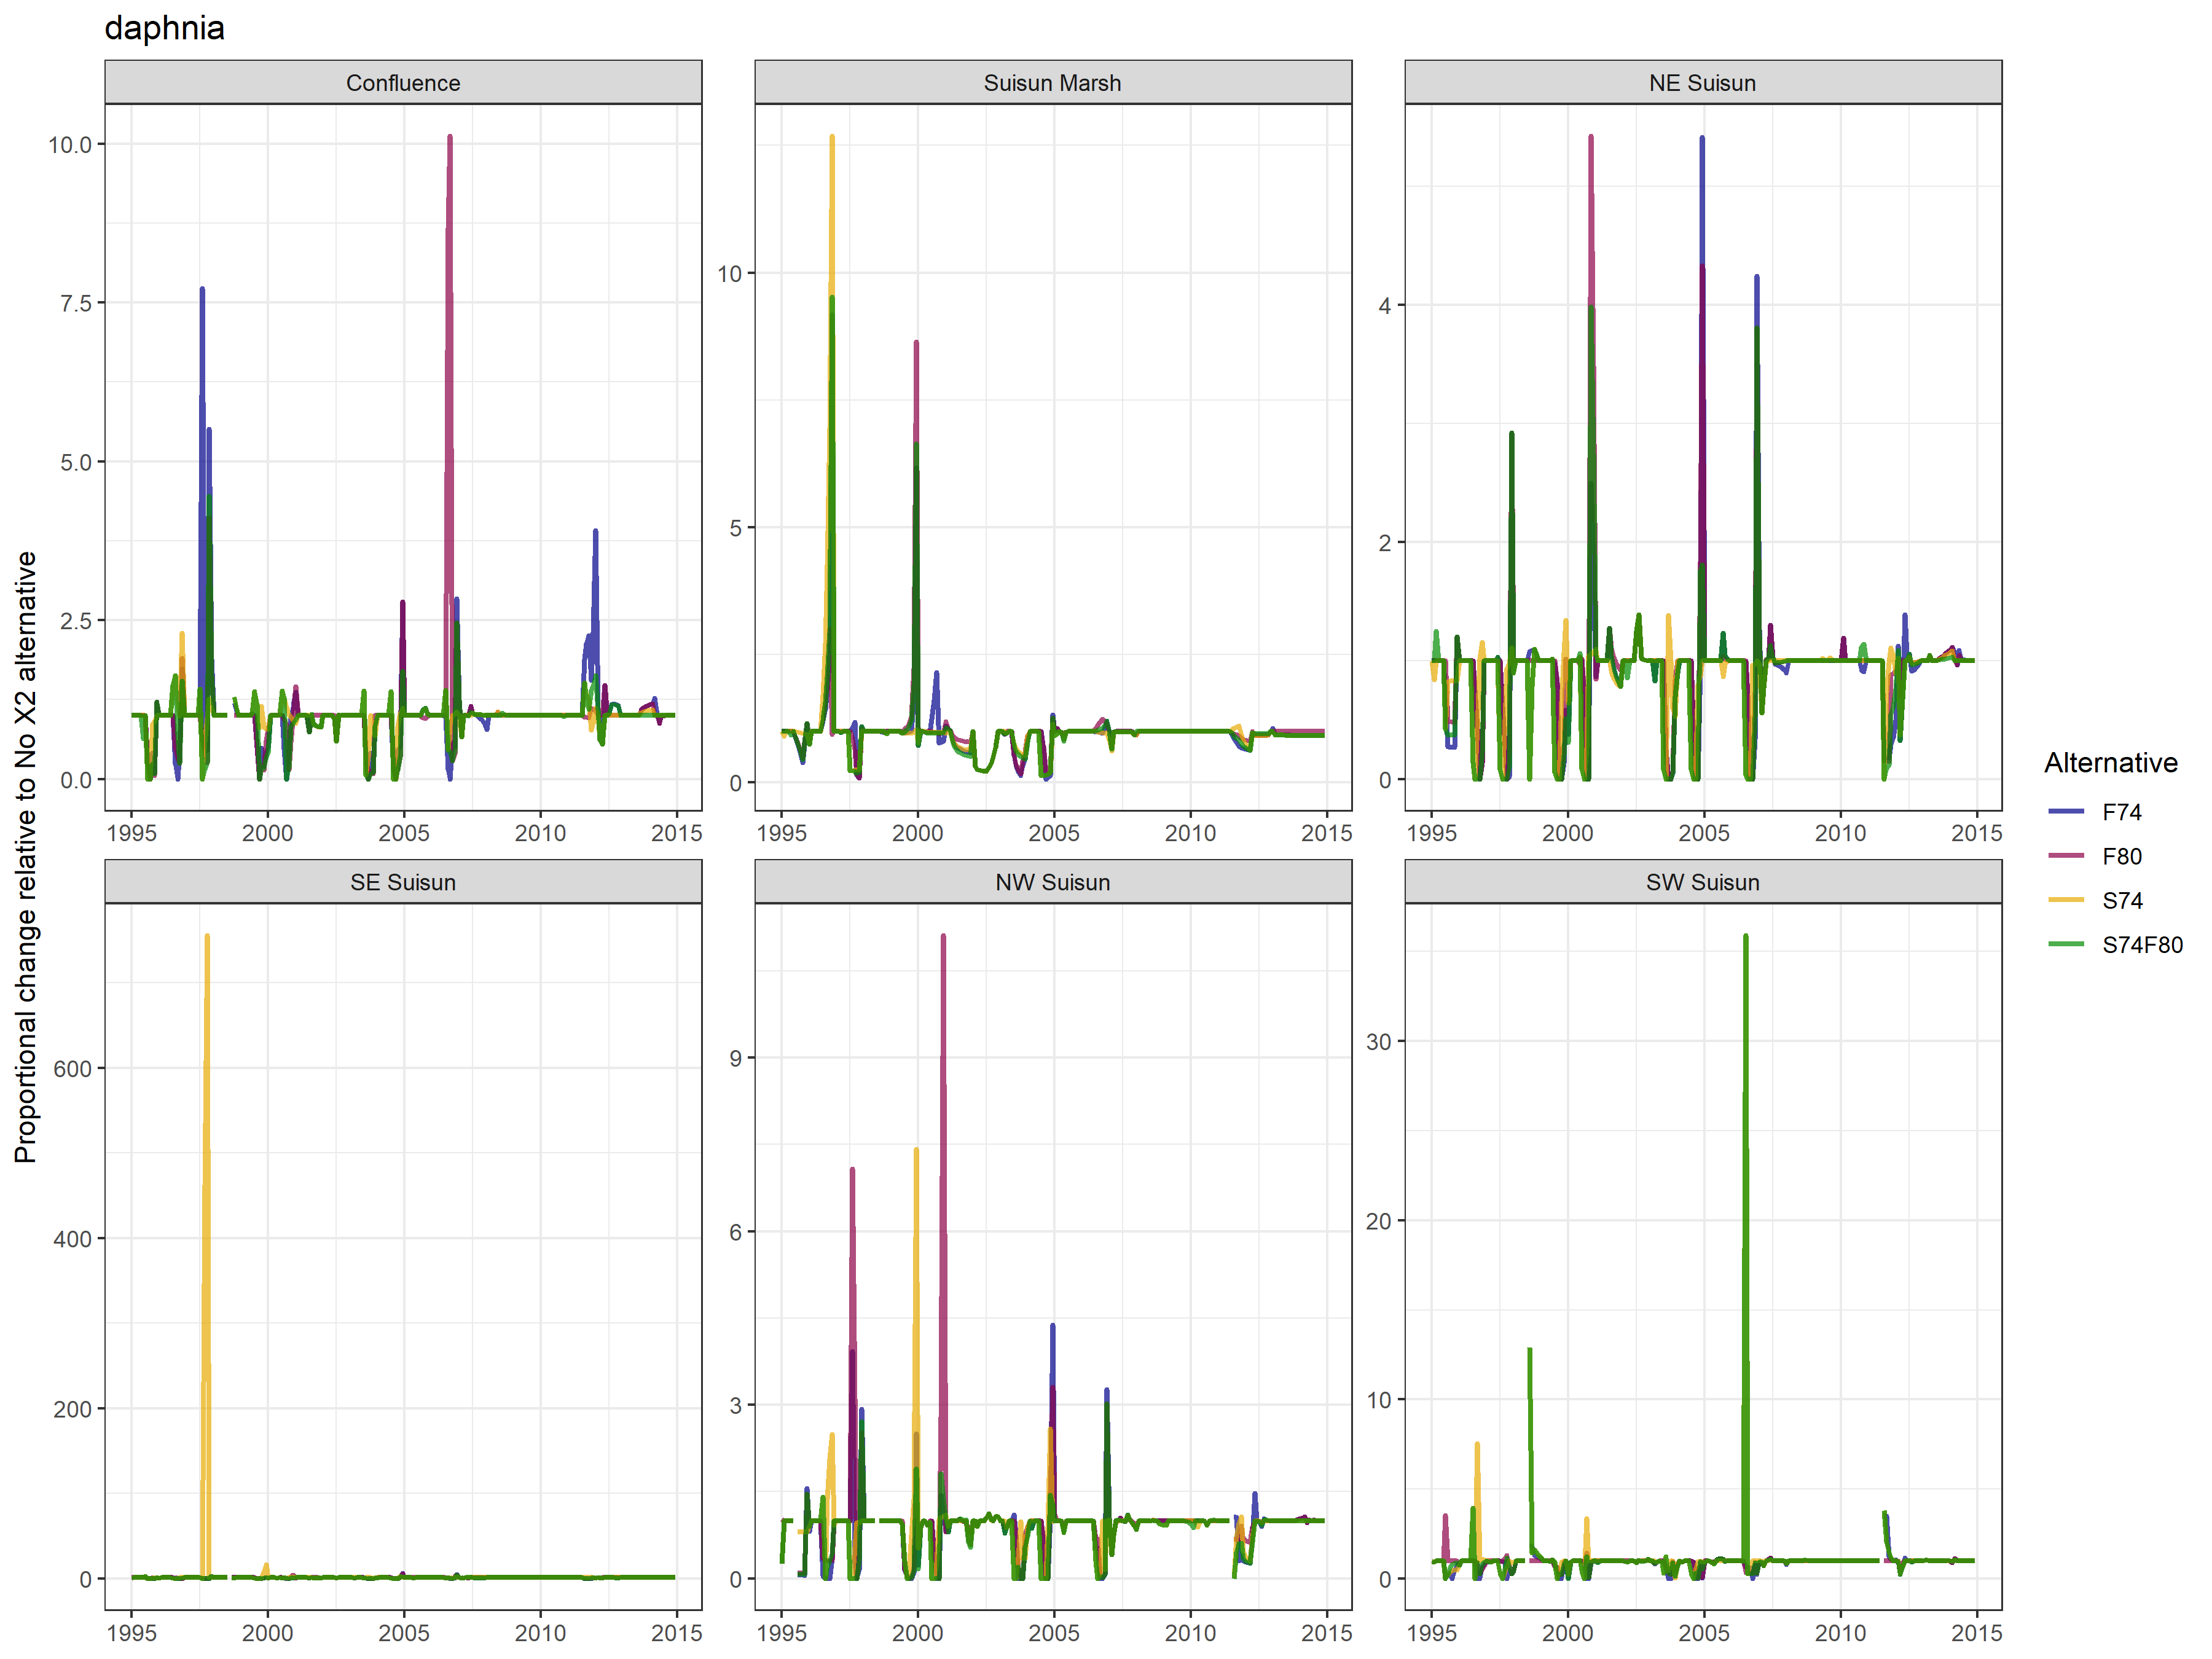 daphnia
Confluence
Suisun Marsh
NE Suisun
10.0
7.5
5.0
2.5
0.0
10
5
0
4
2
0
1995 2000 2005 2010 2015
1995 2000 2005 2010 2015
1995 2000 2005 2010 2015
Proportional change relative to No X2 alternative
SE Suisun
NW Suisun
SW Suisun
600
400
200
0
9
6
3
0
30
20
10
0
1995 2000 2005 2010 2015
1995 2000 2005 2010 2015
1995 2000 2005 2010 2015
Alternative
F74
F80
S74
S74F80